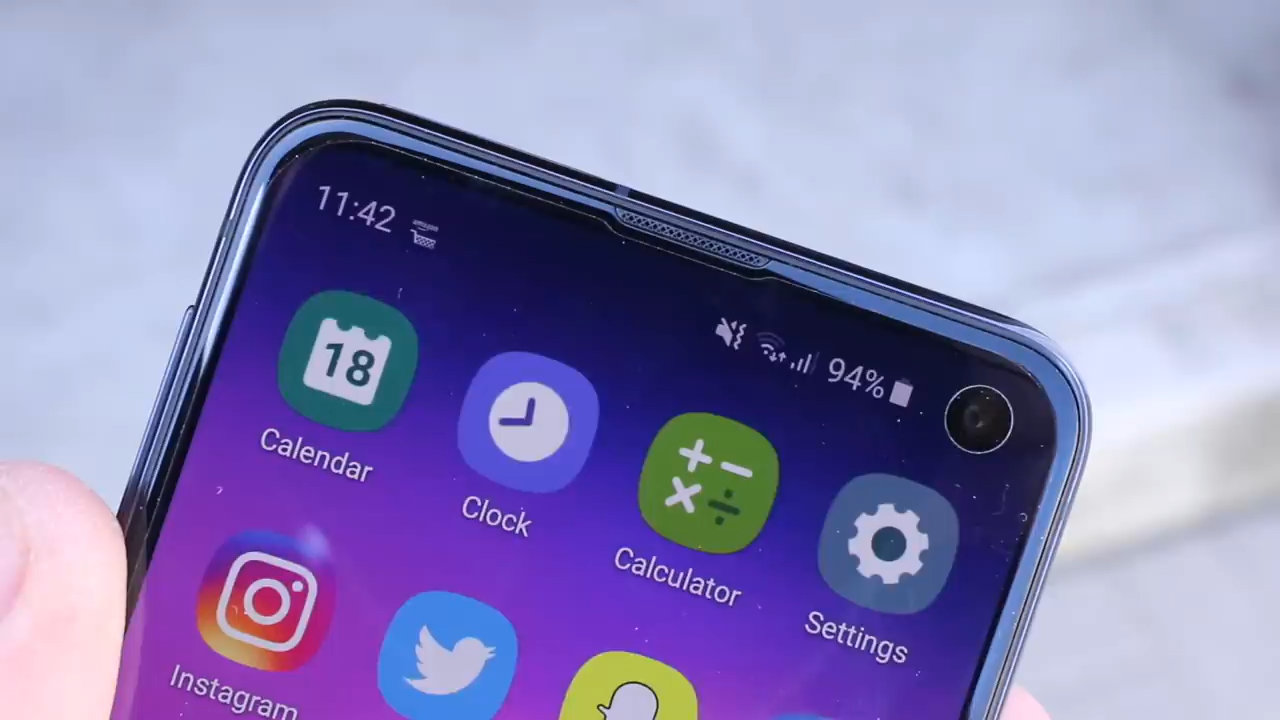 11:42
94%
18
Calendar
Clock
Calculator
Settings
Instagram